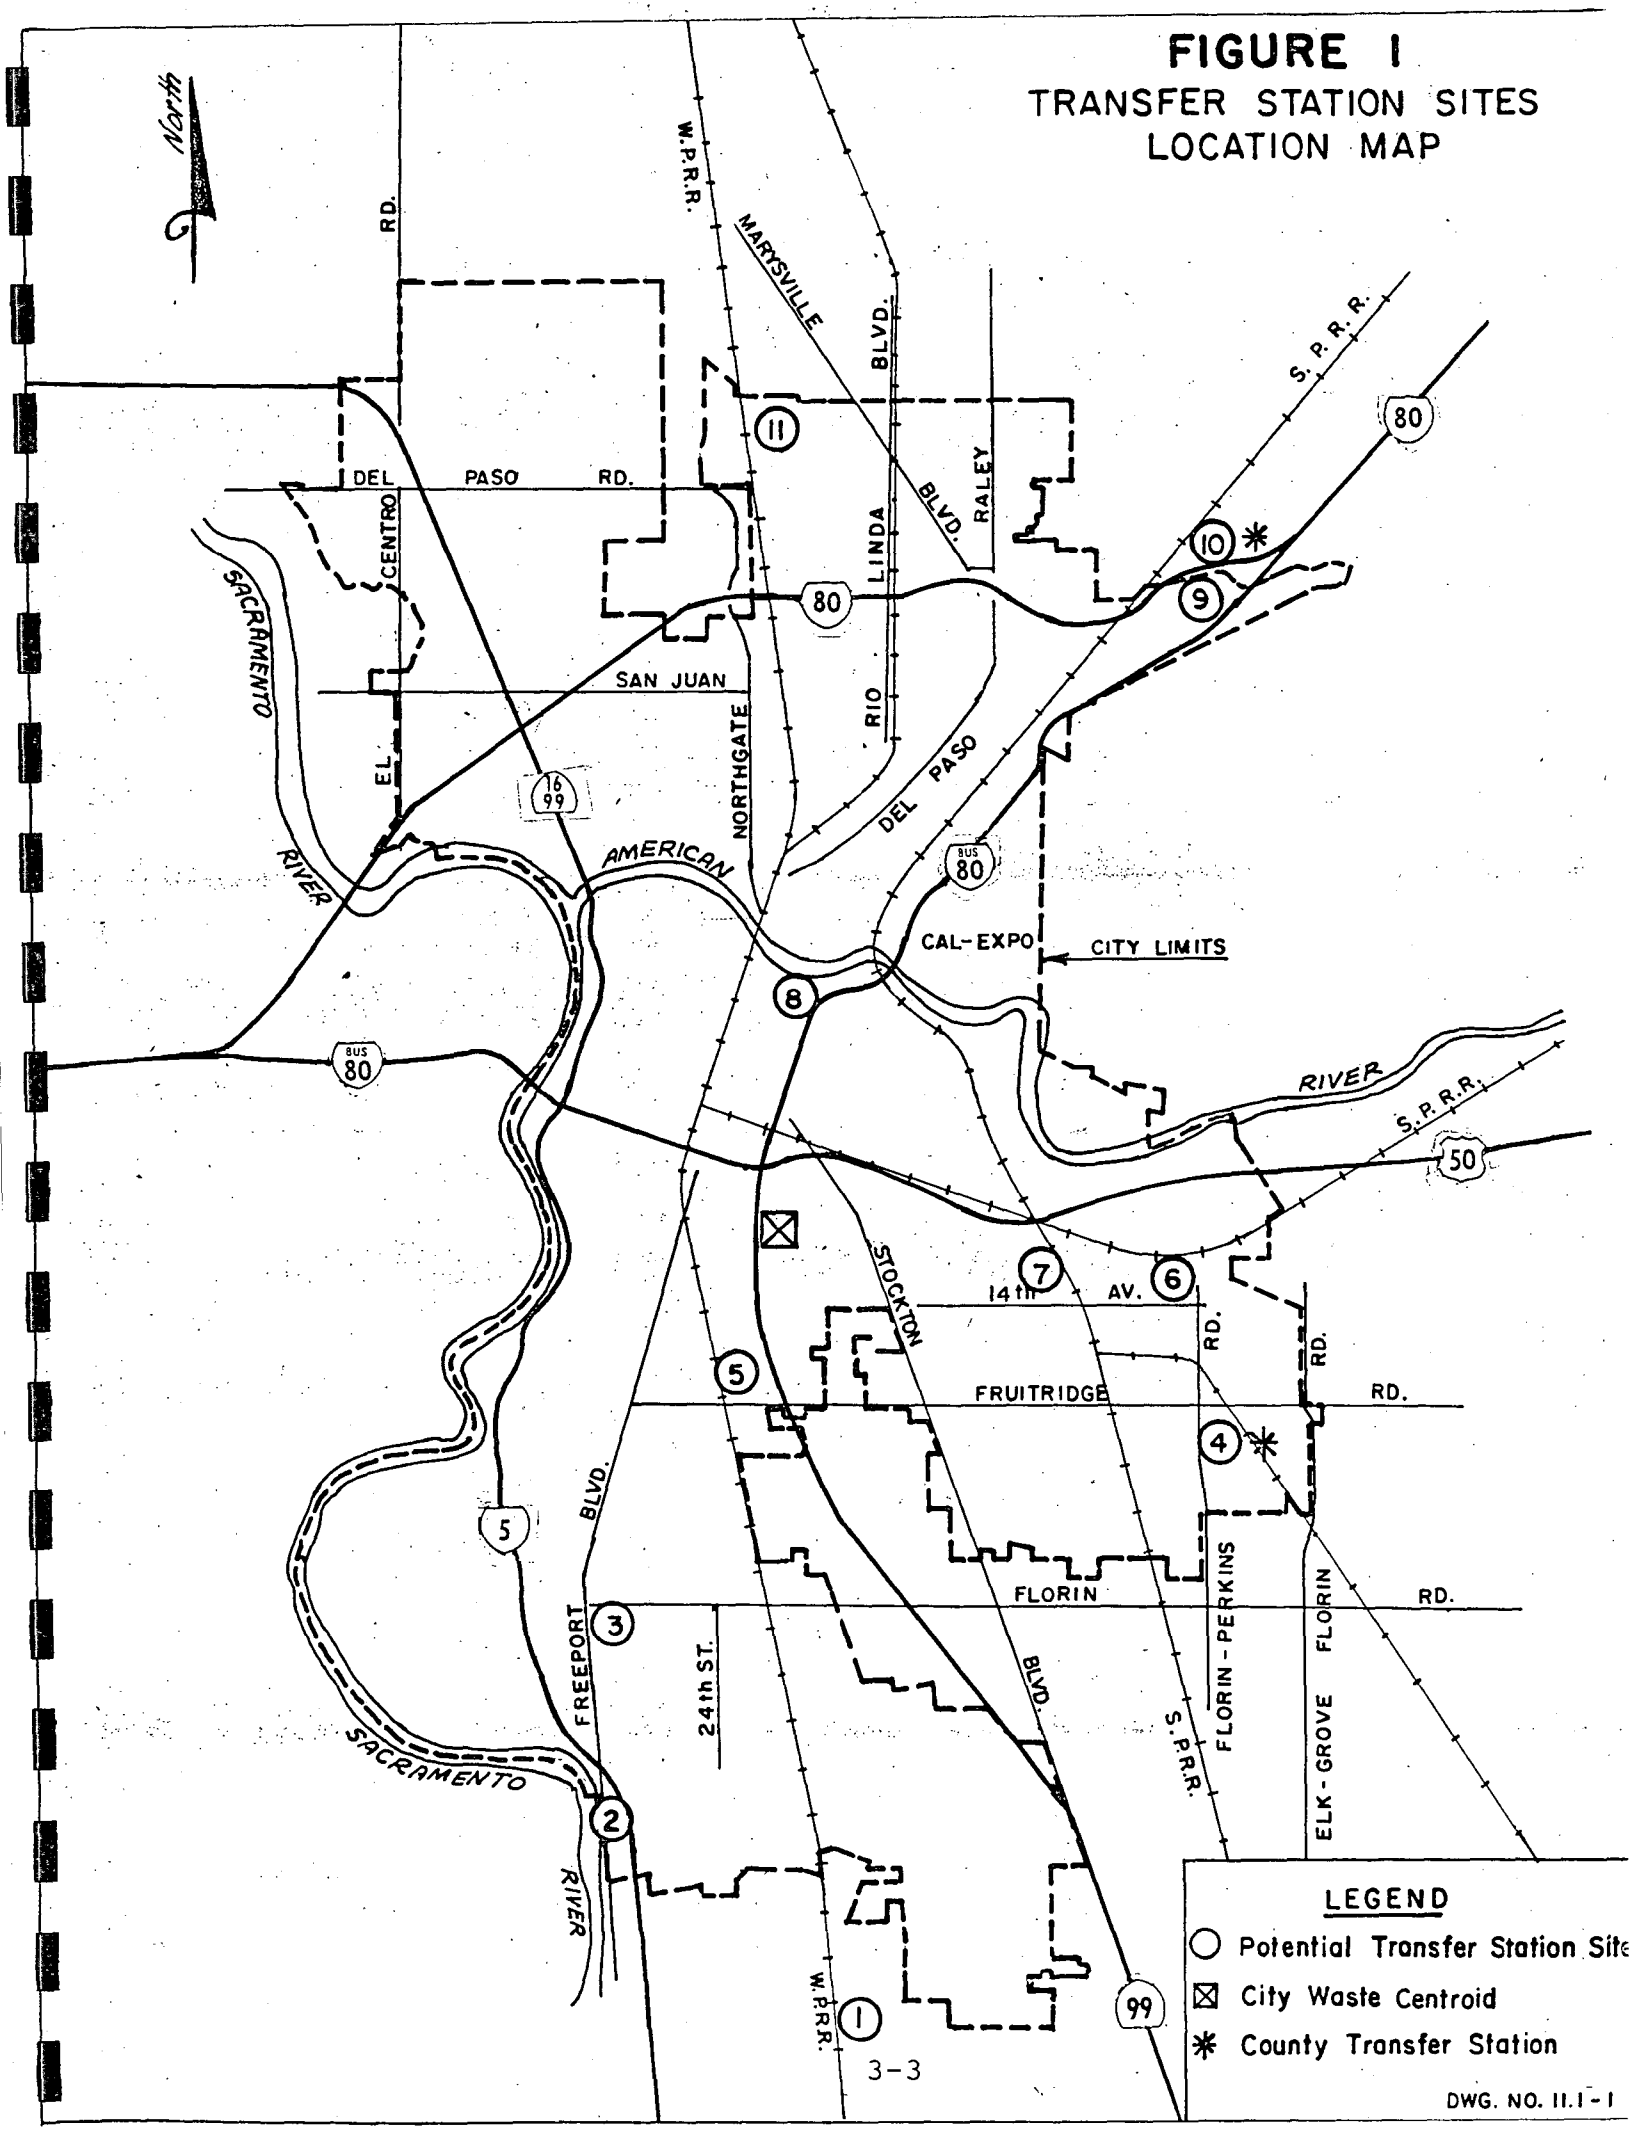 FIGURE 1
TRANSFER STATION SITES
LOCATION MAP
North
RD.
W.P.R.R.
MARYSVILLE
BLVD.
S. P. R. R.
80
11
DEL PASO RD.
CENTRO
BLVD.
RALEY
LINDA
10
9
80
SACRAMENTO
SAN JUAN
RIO
EL
NORTHGATE
16
99
DEL PASO
RIVER
AMERICAN
BUS
80
CAL-EXPO
CITY LIMITS
8
BUS
80
RIVER
S. P. R.R.
50
STOCKTON
7
6
14th AV.
RD.
RD.
5
FRUITRIDGE RD.
4
BLVD.
5
FLORIN RD.
3
FREEPORT
24th ST.
BLVD.
S.P.R.R.
FLORIN-PERKINS
ELK-GROVE FLORIN
SACRAMENTO
2
RIVER
W.P.R.R.
1
99
3-3
LEGEND
Potential Transfer Station Site
City Waste Centroid
County Transfer Station
DWG. NO. 11.1-1